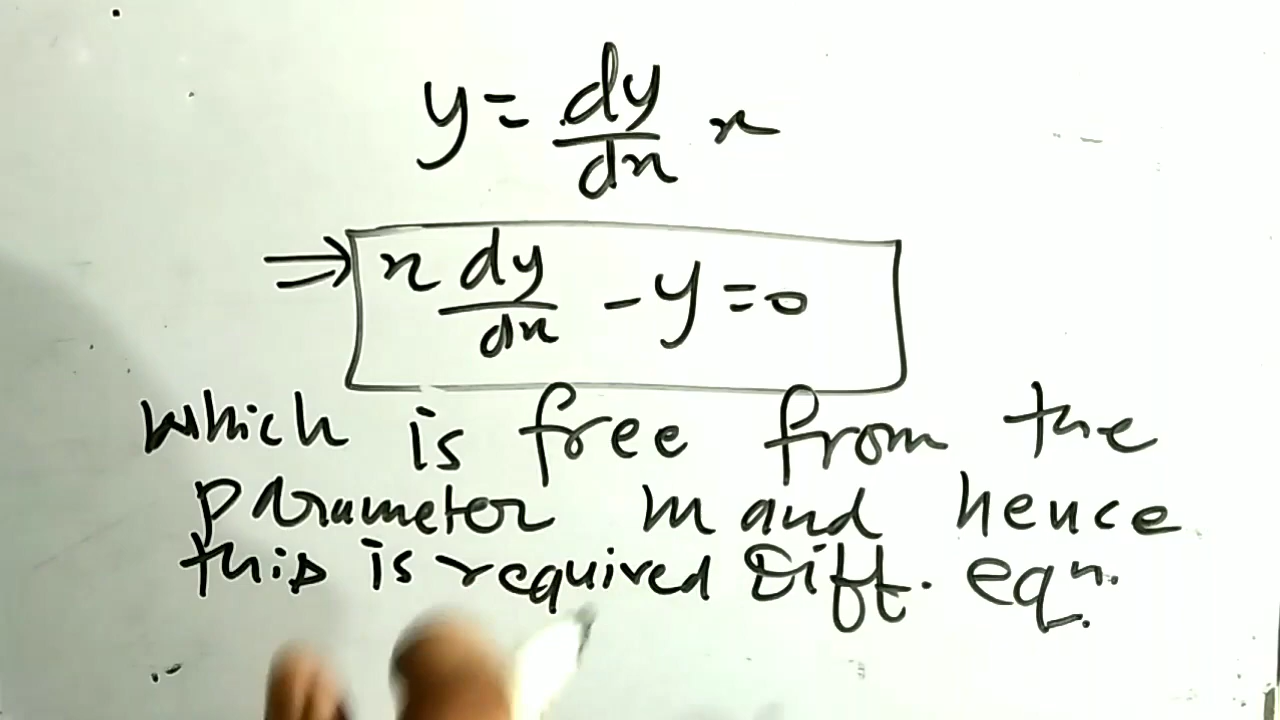 y = dy/dx x
⇒ x dy/dx - y = 0
which is free from the
parameter m and hence
this is required Diff. eqn.